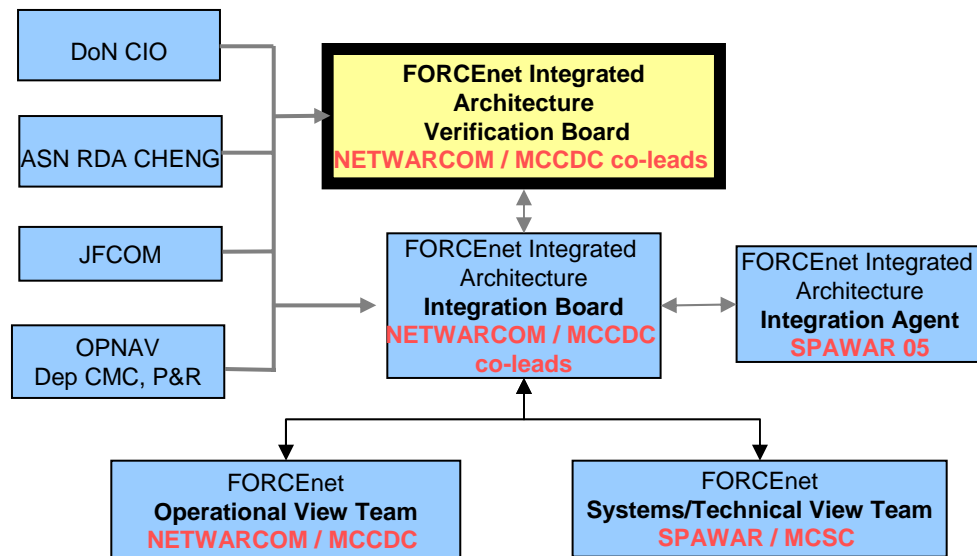 DoN CIO
ASN RDA CHENG
JFCOM
OPNAV
Dep CMC, P&R
FORCEnet Integrated
Architecture
Verification Board
NETWARCOM / MCCDC co-leads
FORCEnet Integrated
Architecture
Integration Board
NETWARCOM / MCCDC
co-leads
FORCEnet Integrated
Architecture
Integration Agent
SPAWAR 05
FORCEnet
Operational View Team
NETWARCOM / MCCDC
FORCEnet
Systems/Technical View Team
SPAWAR / MCSC